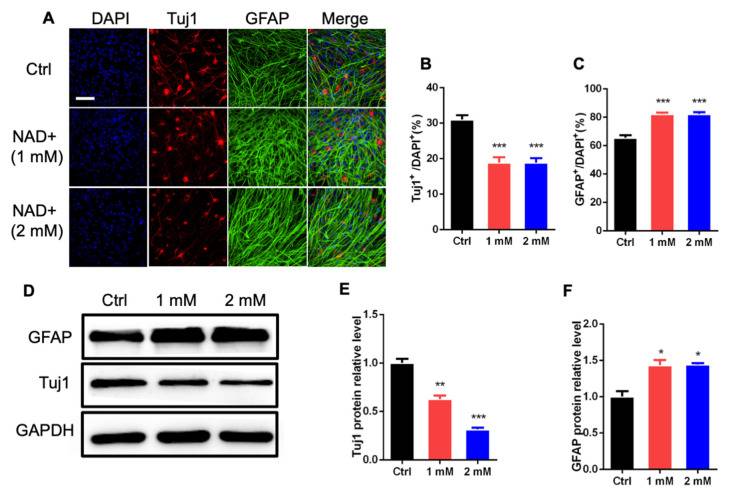 A
DAPI Tuj1 GFAP Merge
Ctrl
NAD+
(1 mM)
NAD+
(2 mM)
B
Tuj1+ /DAPI+(%)
40
30
20
10
0
*** ***
Ctrl 1 mM 2 mM
C
GFAP+/DAPI+(%)
100
80
60
40
20
0
*** ***
Ctrl 1 mM 2 mM
D
Ctrl 1 mM 2 mM
GFAP
Tuj1
GAPDH
E
Tuj1 protein relative level
1.5
1.0
0.5
0.0
** ***
Ctrl 1 mM 2 mM
F
GFAP protein relative level
2.0
1.5
1.0
0.5
0.0
* *
Ctrl 1 mM 2 mM